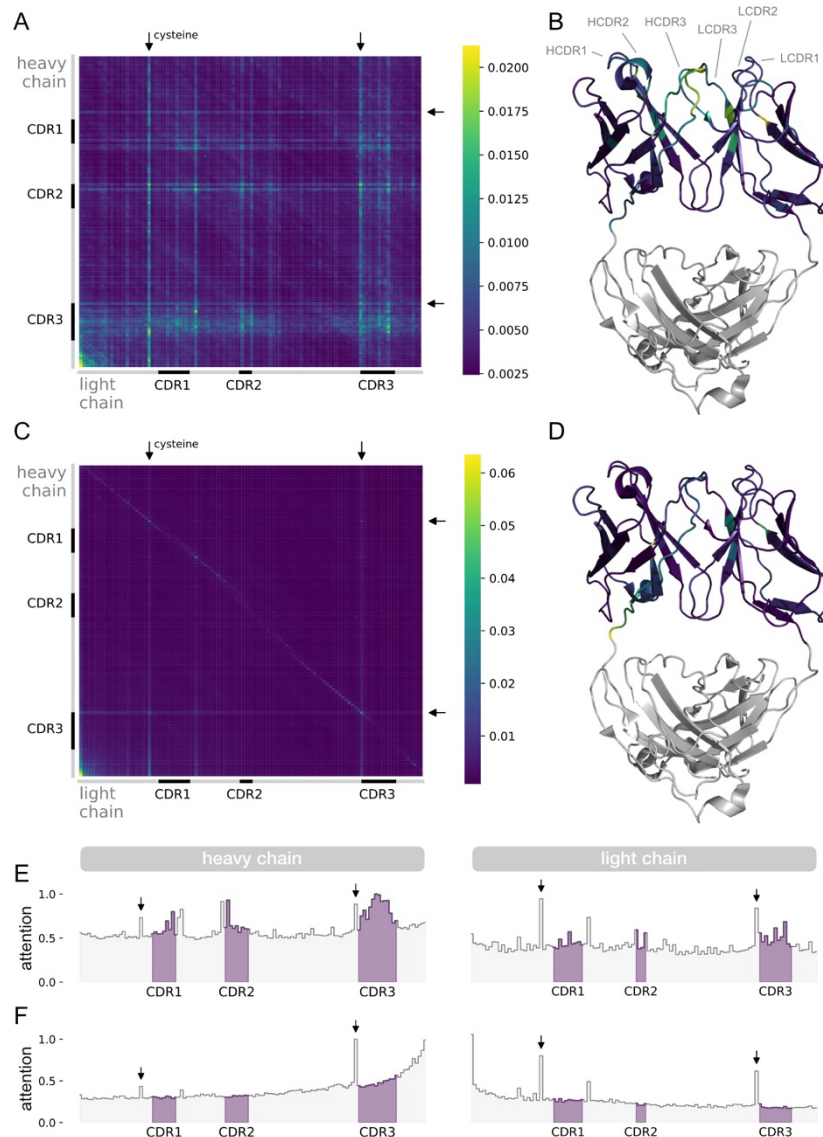 A
cysteine
heavy
chain
CDR1
CDR2
CDR3
light
chain
CDR1
CDR2
CDR3
0.0200
0.0175
0.0150
0.0125
0.0100
0.0075
0.0050
0.0025
B
HCDR1
HCDR2
HCDR3
LCDR3
LCDR2
LCDR1
C
cysteine
heavy
chain
CDR1
CDR2
CDR3
light
chain
CDR1
CDR2
CDR3
0.06
0.05
0.04
0.03
0.02
0.01
D
heavy chain
light chain
E
attention
1.0
0.5
0.0
CDR1
CDR2
CDR3
CDR1
CDR2
CDR3
F
attention
1.0
0.5
0.0
CDR1
CDR2
CDR3
CDR1
CDR2
CDR3